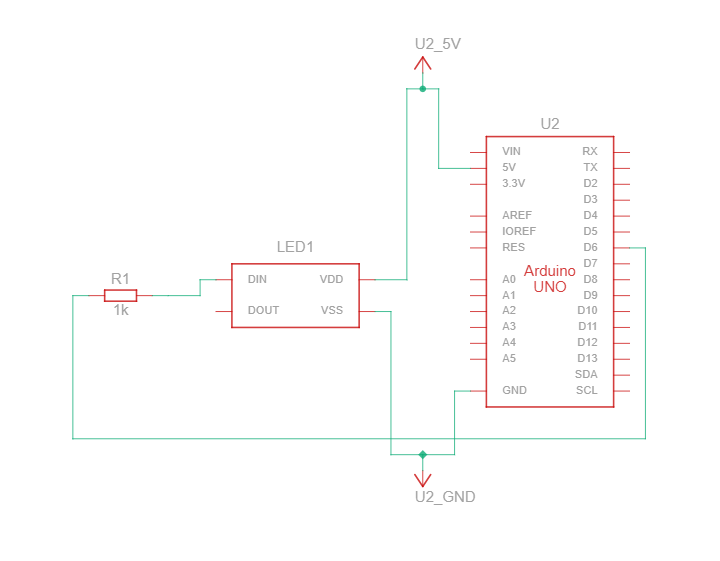 U2_5V
U2
VIN RX
5V TX
3.3V D2
D3
AREF D4
IOREF D5
RES D6
D7
A0 D8
A1 D9
A2 D10
A3 D11
A4 D12
A5 D13
SDA
GND SCL
Arduino
UNO
LED1
DIN VDD
DOUT VSS
R1
1k
U2_GND